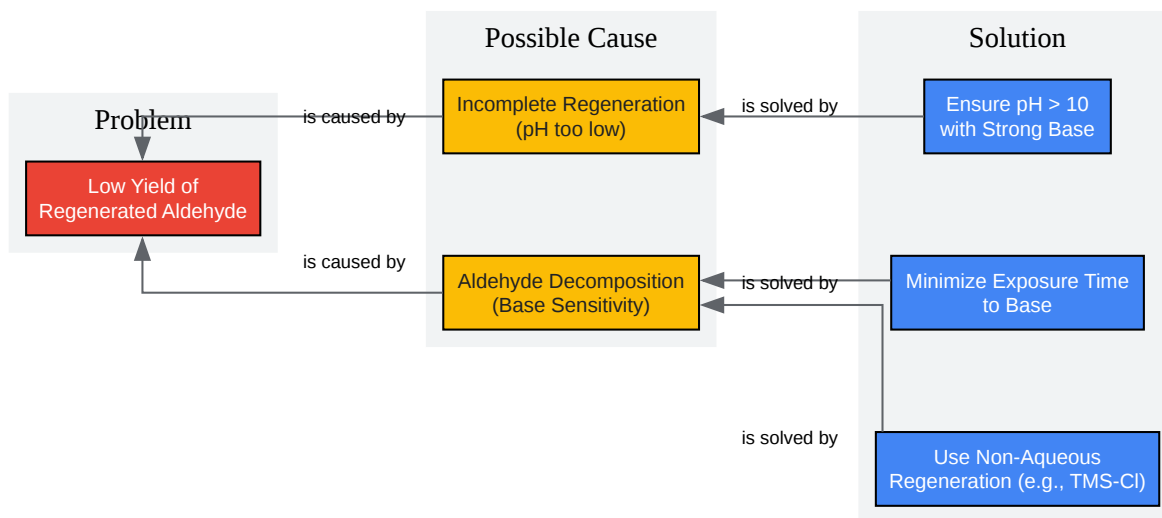 Possible Cause
Solution
Problem
Incomplete Regeneration
(pH too low)
is solved by
Ensure pH > 10
with Strong Base
is caused by
Low Yield of
Regenerated Aldehyde
is caused by
Aldehyde Decomposition
(Base Sensitivity)
is solved by
Minimize Exposure Time
to Base
is solved by
Use Non-Aqueous
Regeneration (e.g., TMS-Cl)